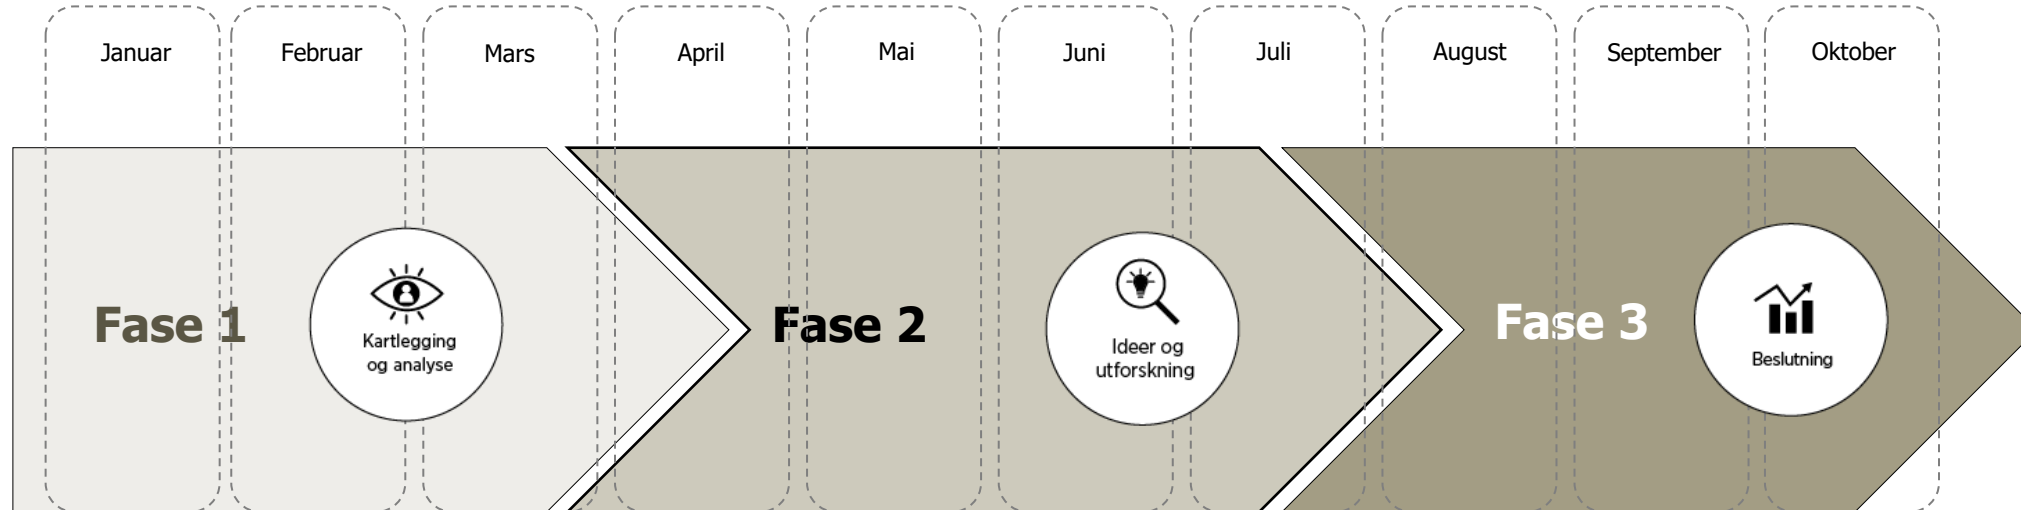 Januar
Februar
Mars
April
Mai
Juni
Juli
August
September
Oktober
Fase 1
Kartlegging
og analyse
Fase 2
Ideer og
utforskning
Fase 3
Beslutning